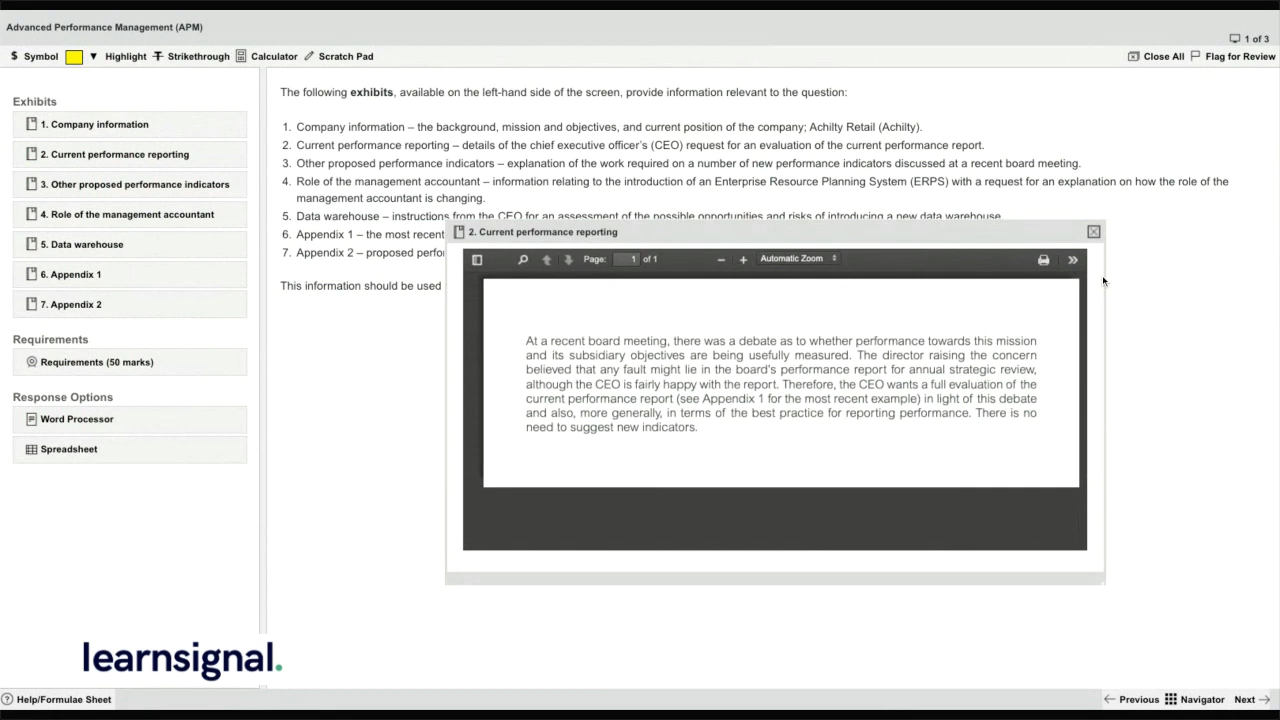 Advanced Performance Management (APM)
1 of 3
$ Symbol Highlight Strikethrough Calculator Scratch Pad Close All Flag for Review
Exhibits
1. Company information
2. Current performance reporting
3. Other proposed performance indicators
4. Role of the management accountant
5. Data warehouse
6. Appendix 1
7. Appendix 2
Requirements
Requirements (50 marks)
Response Options
Word Processor
Spreadsheet
The following exhibits, available on the left-hand side of the screen, provide information relevant to the question:
1. Company information – the background, mission and objectives, and current position of the company; Achilty Retail (Achilty).
2. Current performance reporting – details of the chief executive officer's (CEO) request for an evaluation of the current performance report.
3. Other proposed performance indicators – explanation of the work required on a number of new performance indicators discussed at a recent board meeting.
4. Role of the management accountant – information relating to the introduction of an Enterprise Resource Planning System (ERPS) with a request for an explanation on how the role of the
management accountant is changing.
5. Data warehouse – instructions from the CEO for an assessment of the possible opportunities and risks of introducing a new data warehouse.
6. Appendix 1 – the most recent
7. Appendix 2 – proposed perfor
This information should be used
2. Current performance reporting
Page: 1 of 1 Automatic Zoom
At a recent board meeting, there was a debate as to whether performance towards this mission
and its subsidiary objectives are being usefully measured. The director raising the concern
believed that any fault might lie in the board's performance report for annual strategic review,
although the CEO is fairly happy with the report. Therefore, the CEO wants a full evaluation of the
current performance report (see Appendix 1 for the most recent example) in light of this debate
and also, more generally, in terms of the best practice for reporting performance. There is no
need to suggest new indicators.
learnsignal.
Help/Formulae Sheet
Previous Navigator Next